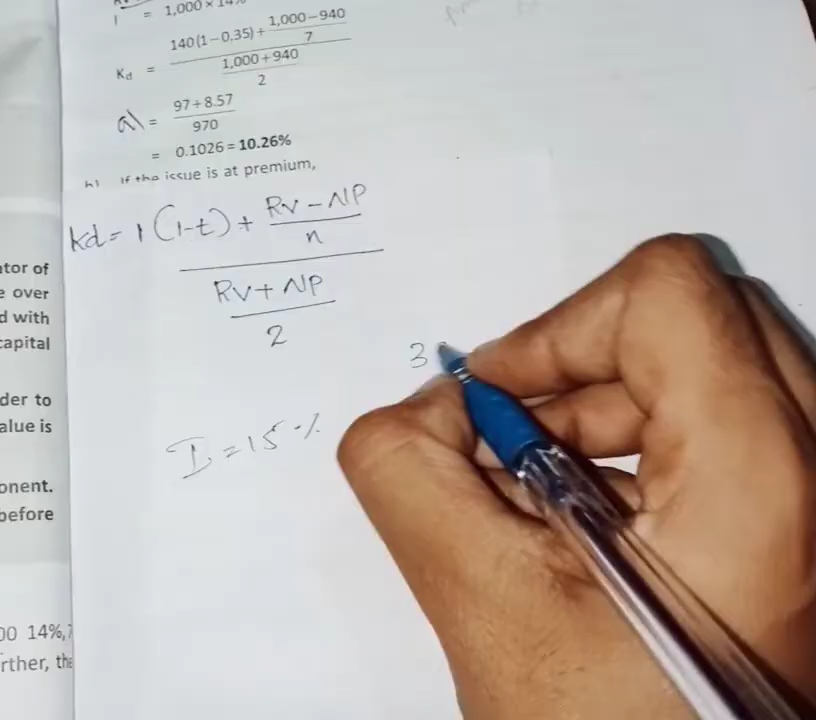 I = 1,000 × 14%
140(1−0.35) + 1,000−940
7
Kd =
1,000+940
2
a) = 97+8.57
970
= 0.1026 = 10.26%
b) If the issue is at premium,
Kd = I (1-t) + RV - NP
n
RV + NP
2
3
I = 15 %
tor of
e over
d with
capital
der to
alue is
onent.
before
00 14%,
rther, the